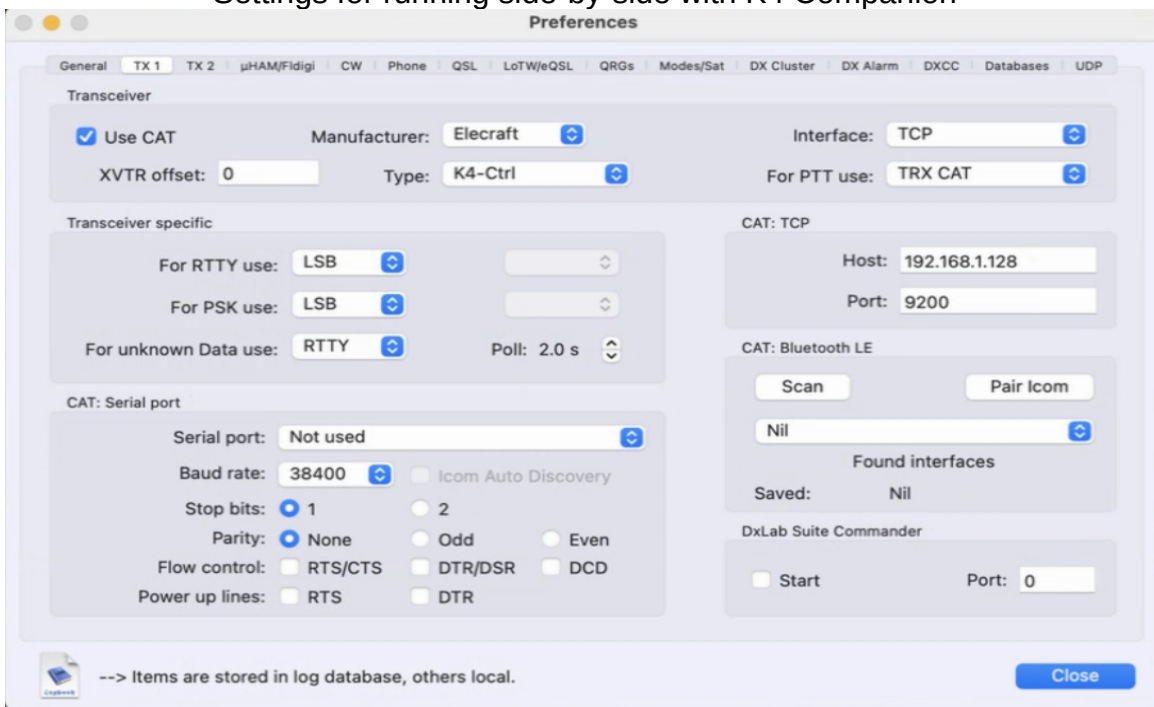 Settings for running side-by-side with K4 Companion
Preferences
General TX 1 TX 2 µHAM/Fldigi CW Phone QSL LoTW/eQSL QRGs Modes/Sat DX Cluster DX Alarm DXCC Databases UDP
Transceiver
Use CAT Manufacturer: Elecraft Interface: TCP
XVTR offset: 0 Type: K4-Ctrl For PTT use: TRX CAT
Transceiver specific
For RTTY use: LSB
For PSK use: LSB
For unknown Data use: RTTY Poll: 2.0 s
CAT: TCP
Host: 192.168.1.128
Port: 9200
CAT: Serial port
Serial port: Not used
Baud rate: 38400 Icom Auto Discovery
Stop bits: 1 2
Parity: None Odd Even
Flow control: RTS/CTS DTR/DSR DCD
Power up lines: RTS DTR
CAT: Bluetooth LE
Scan Pair Icom
Nil
Found interfaces
Saved: Nil
DxLab Suite Commander
Start Port: 0
Logbook
--> Items are stored in log database, others local.
Close